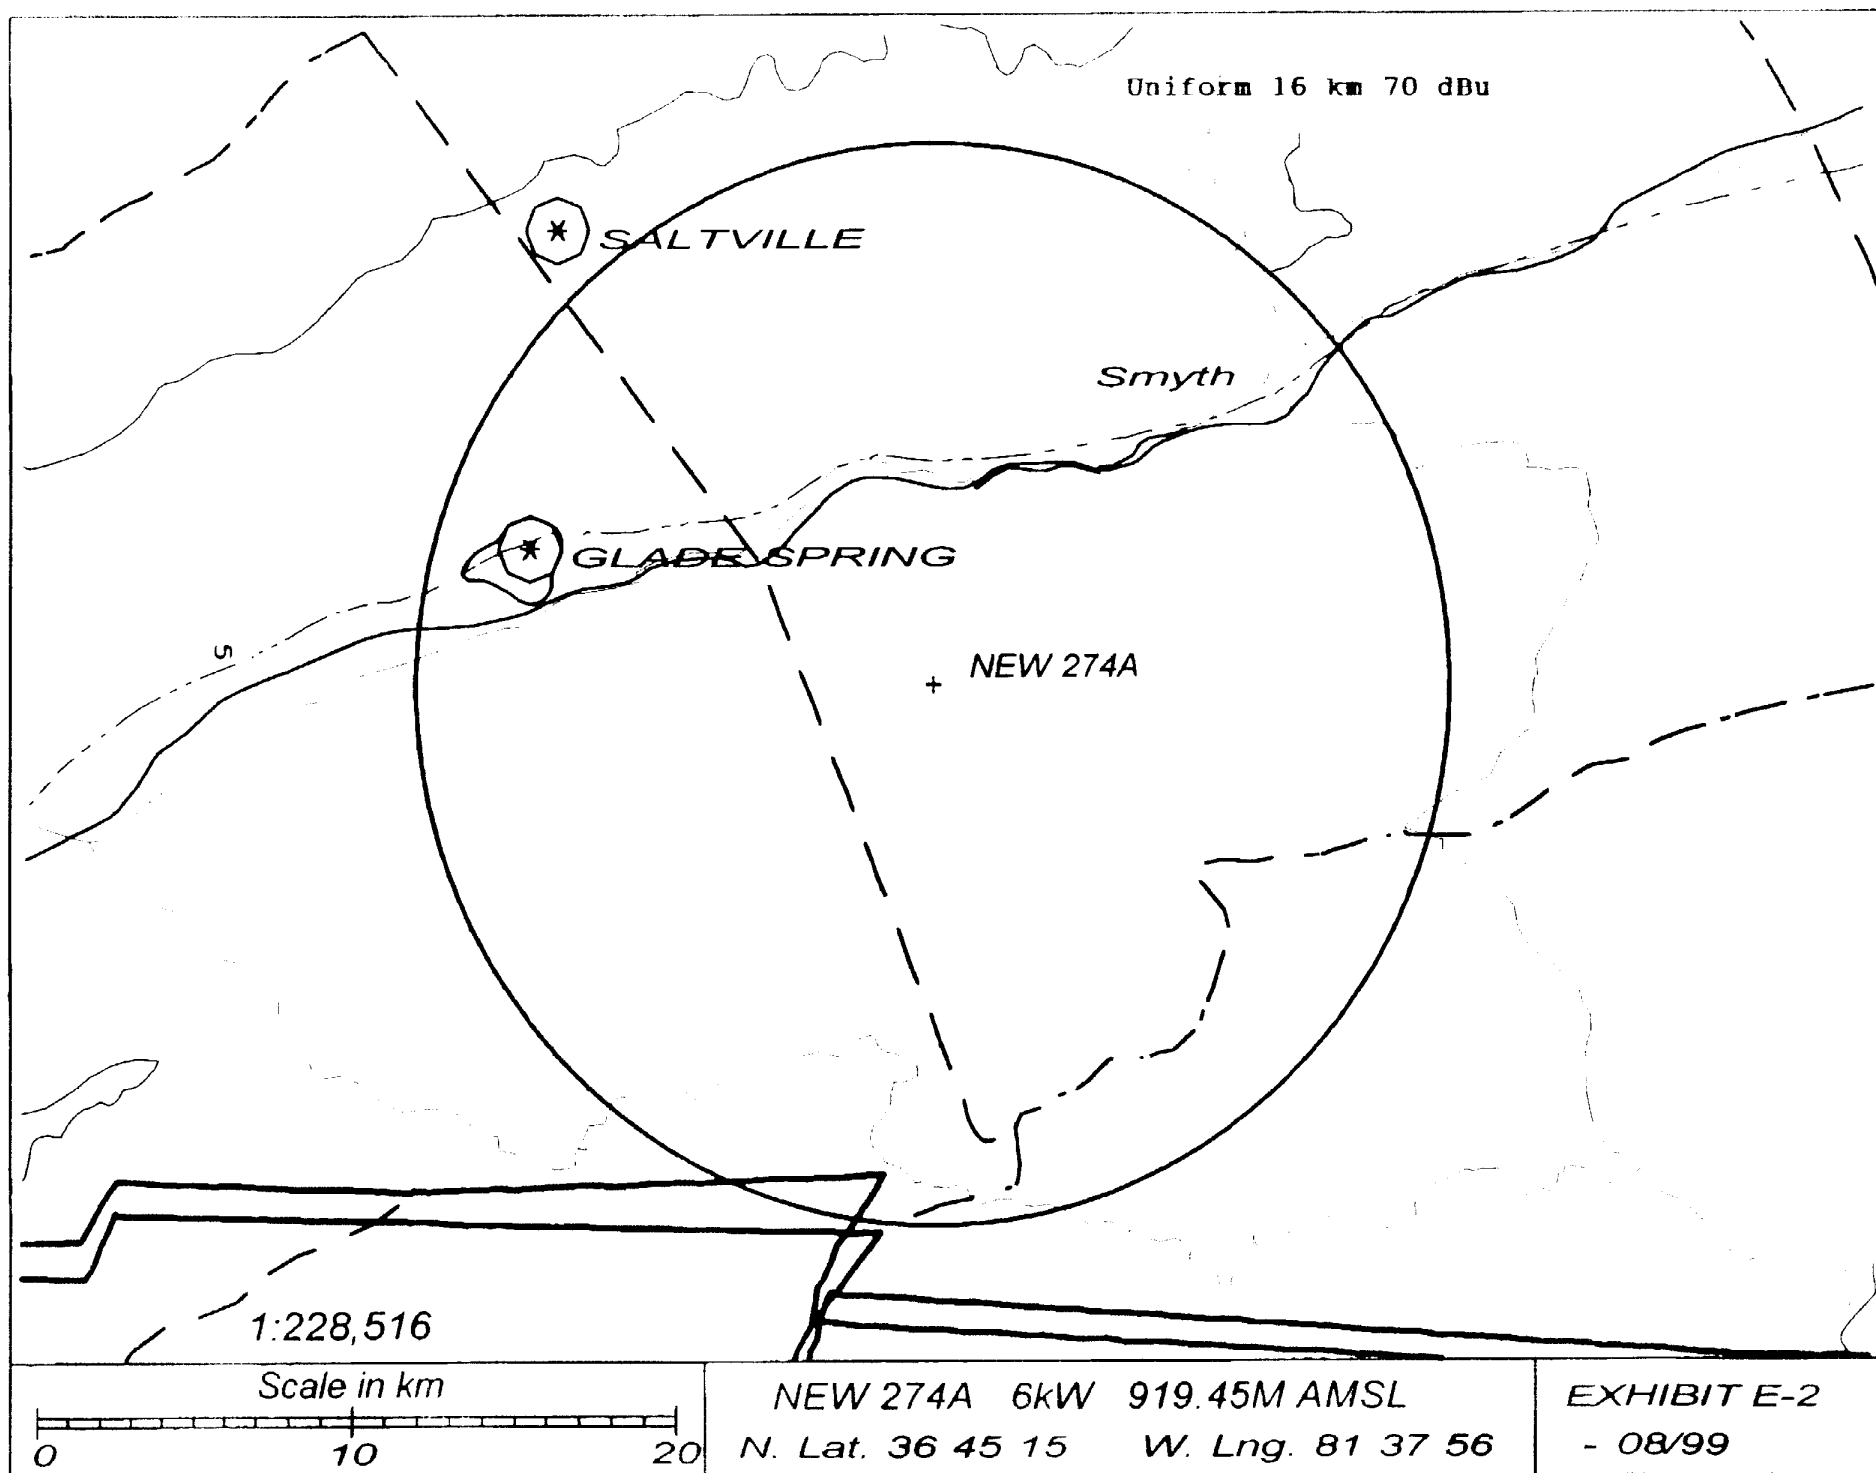 Uniform 16 km 70 dBu
SALTVILLE
Smyth
GLADE SPRING
5
NEW 274A
1:228,516
Scale in km
0 10 20
NEW 274A 6kW 919.45M AMSL
N. Lat. 36 45 15 W. Lng. 81 37 56
EXHIBIT E-2
- 08/99